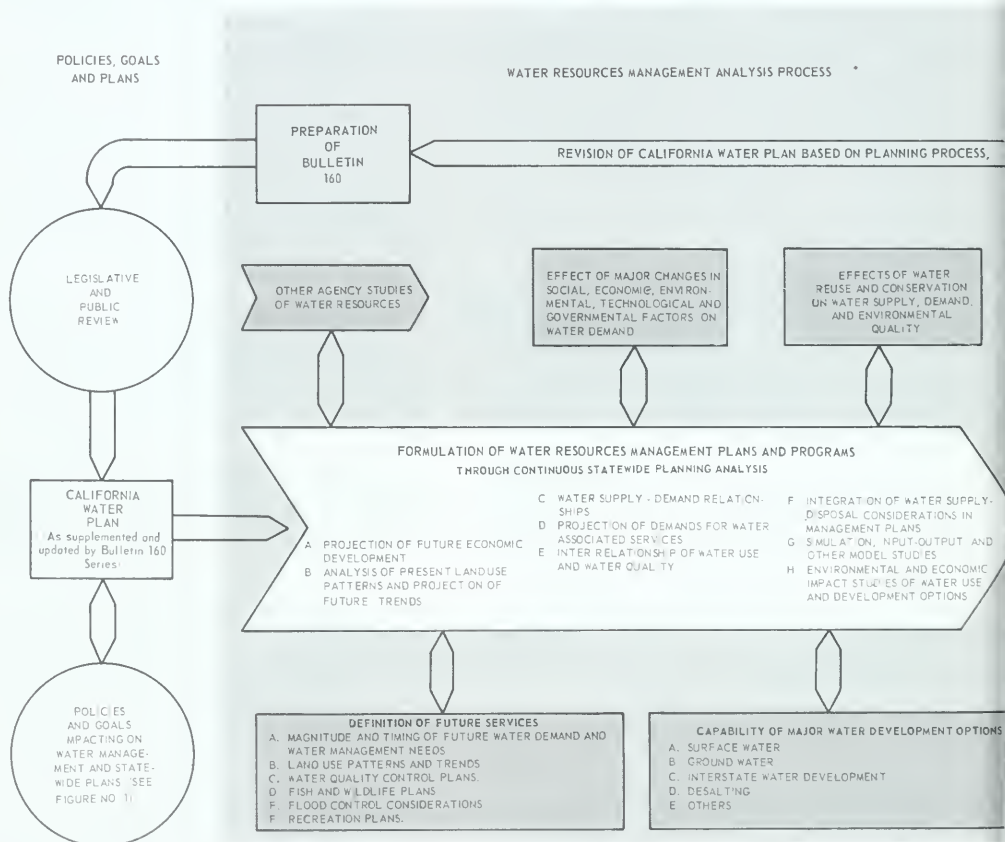 POLICIES, GOALS
AND PLANS
WATER RESOURCES MANAGEMENT ANALYSIS PROCESS *
PREPARATION
OF
BULLETIN
160
REVISION OF CALIFORNIA WATER PLAN BASED ON PLANNING PROCESS,
LEGISLATIVE
AND
PUBLIC
REVIEW
OTHER AGENCY STUDIES
OF WATER RESOURCES
EFFECT OF MAJOR CHANGES IN
SOCIAL, ECONOMIC, ENVIRON-
MENTAL, TECHNOLOGICAL AND
GOVERNMENTAL FACTORS ON
WATER DEMAND
EFFECTS OF WATER
REUSE AND CONSERVATION
ON WATER SUPPLY, DEMAND,
AND ENVIRONMENTAL
QUALITY
FORMULATION OF WATER RESOURCES MANAGEMENT PLANS AND PROGRAMS
THROUGH CONTINUOUS STATEWIDE PLANNING ANALYSIS
CALIFORNIA
WATER
PLAN
As supplemented and
updated by Bulletin 160
Series
A PROJECTION OF FUTURE ECONOMIC
DEVELOPMENT
B ANALYSIS OF PRESENT LAND USE
PATTERNS AND PROJECTION OF
FUTURE TRENDS
C WATER SUPPLY - DEMAND RELATION-
SHIPS
D PROJECTION OF DEMANDS FOR WATER
ASSOCIATED SERVICES
E INTER RELATIONSHIP OF WATER USE
AND WATER QUALITY
F INTEGRATION OF WATER SUPPLY-
DISPOSAL CONSIDERATIONS IN
MANAGEMENT PLANS
G SIMULATION, INPUT-OUTPUT AND
OTHER MODEL STUDIES
H ENVIRONMENTAL AND ECONOMIC
IMPACT STUDIES OF WATER USE
AND DEVELOPMENT OPTIONS
POLICIES
AND GOALS
IMPACTING ON
WATER MANAGE-
MENT AND STATE-
WIDE PLANS (SEE
FIGURE NO 1)
DEFINITION OF FUTURE SERVICES
A. MAGNITUDE AND TIMING OF FUTURE WATER DEMAND AND
WATER MANAGEMENT NEEDS
B. LAND USE PATTERNS AND TRENDS
C. WATER QUALITY CONTROL PLANS.
D FISH AND WILDLIFE PLANS
E. FLOOD CONTROL CONSIDERATIONS
F RECREATION PLANS.
CAPABILITY OF MAJOR WATER DEVELOPMENT OPTIONS
A. SURFACE WATER
B GROUND WATER
C. INTERSTATE WATER DEVELOPMENT
D. DESALTING
E OTHERS